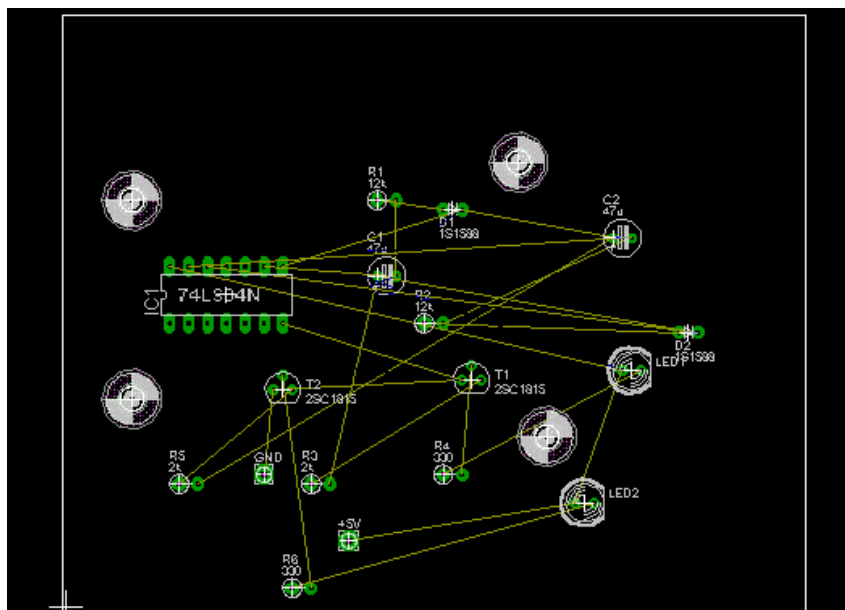 R1
12k
D1
1S1588
C2
47u
C1
47u
IC1
74LS04N
R2
12k
D2
1S1588
LED1
T2
2SC1815
T1
2SC1815
R5
2k
GND
R3
2k
R4
330
LED2
+5V
R6
330